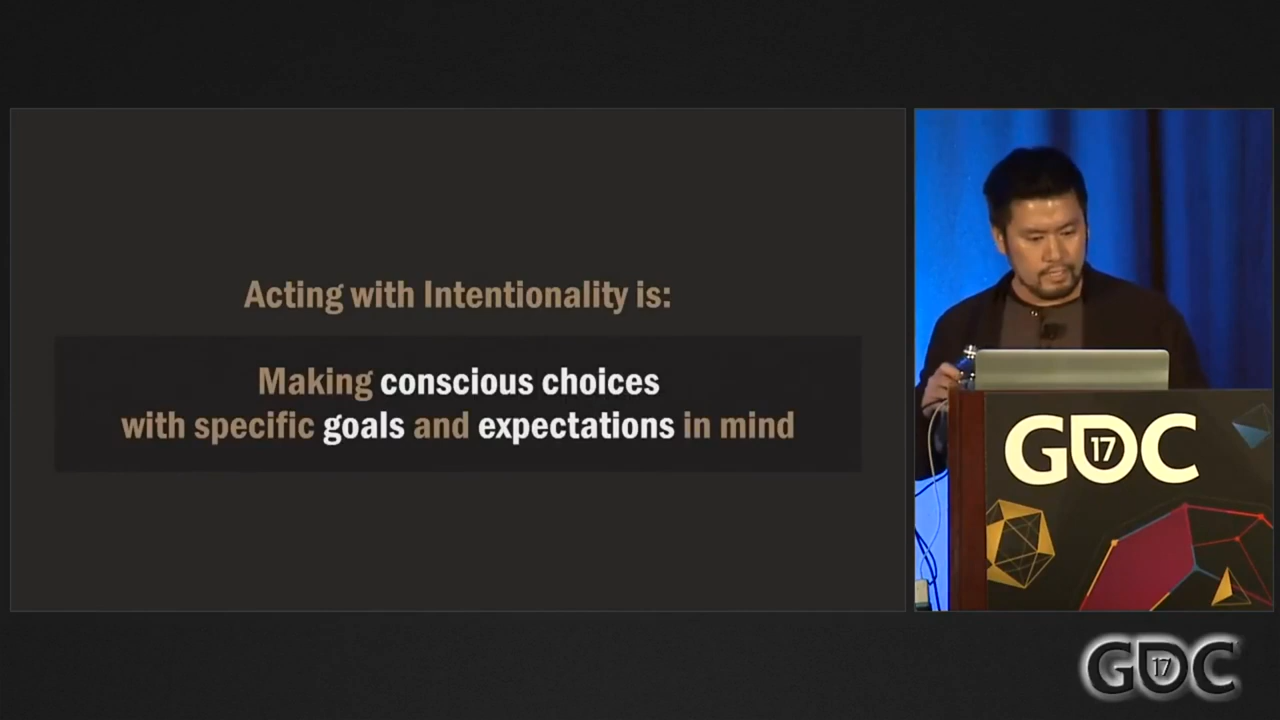 Acting with Intentionality is:
Making conscious choices
with specific goals and expectations in mind
GDC
17
GDC
17